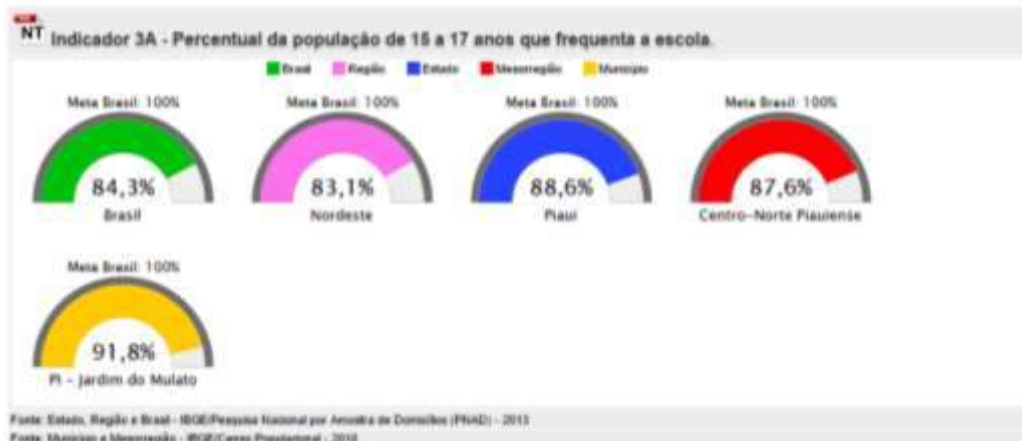 NT Indicador 3A - Percentual da população de 15 a 17 anos que frequenta a escola.
Brasil Região Estado Mesorregião Município
Meta Brasil: 100% Meta Brasil: 100% Meta Brasil: 100% Meta Brasil: 100%
84,3% 83,1% 88,6% 87,6%
Brasil Nordeste Piauí Centro-Norte Piauiense
Meta Brasil: 100%
91,8%
PI - Jardim do Mulato
Fonte: Estado, Região e Brasil - IBGE/Pesquisa Nacional por Amostra de Domicílios (PNAD) - 2013
Fonte: Município e Mesorregião - IBGE/Censo Populacional - 2010